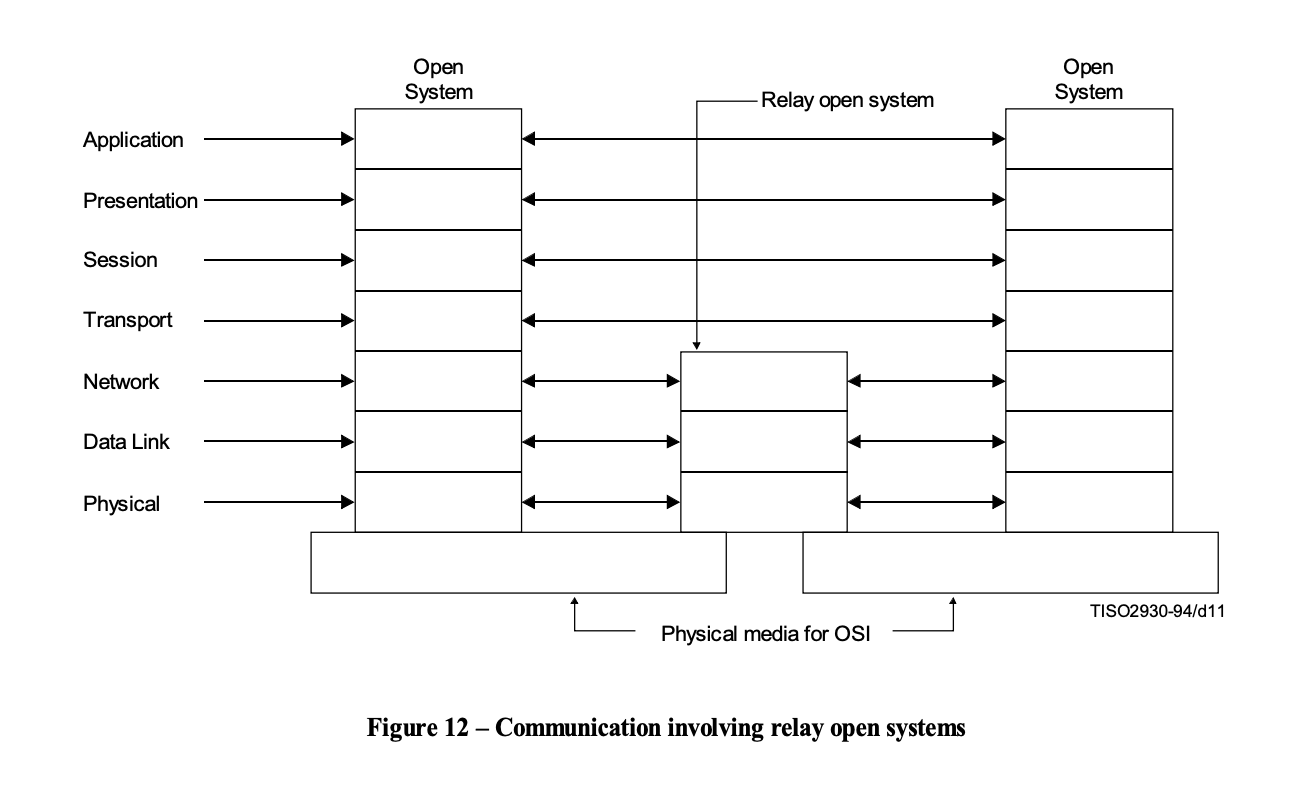 Open
System
Open
System
Relay open system
Application
Presentation
Session
Transport
Network
Data Link
Physical
TISO2930-94/d11
Physical media for OSI
Figure 12 – Communication involving relay open systems